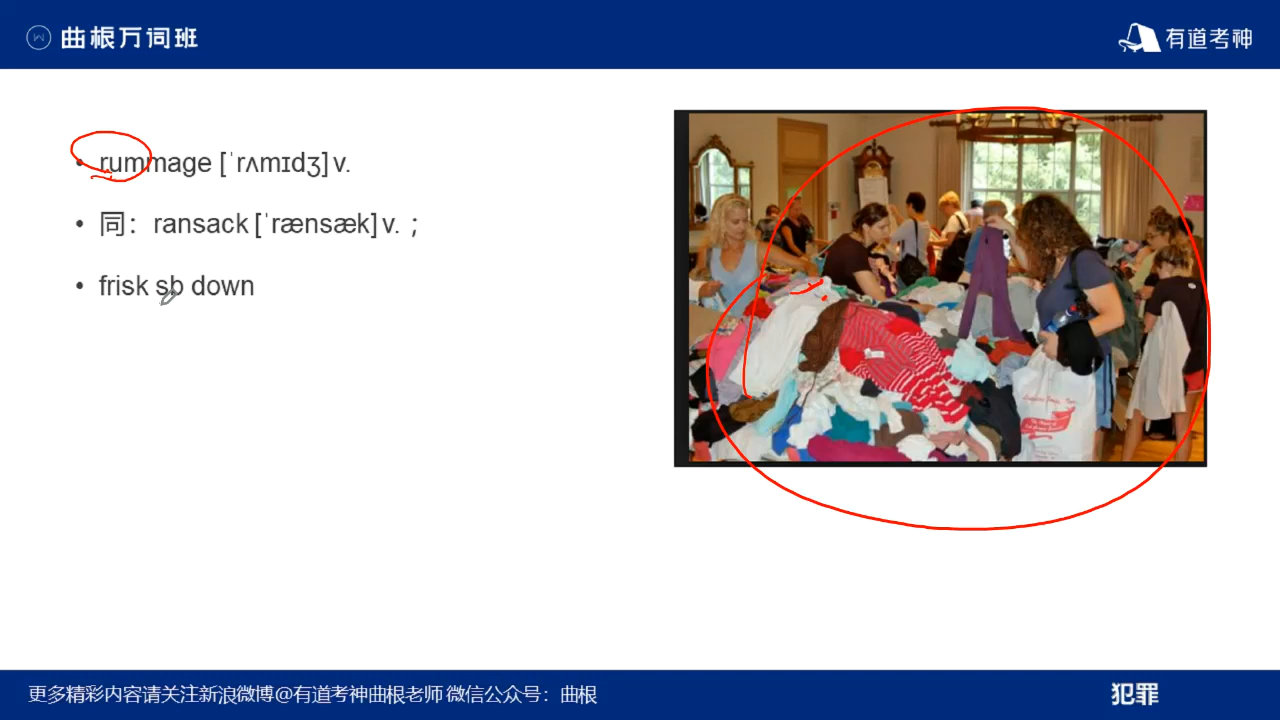 曲根万词班
有道考神
• rummage [ˈrʌmɪdʒ] v.
• 同：ransack [ˈrænsæk] v. ；
• frisk sb down
更多精彩内容请关注新浪微博@有道考神曲根老师 微信公众号：曲根
犯罪